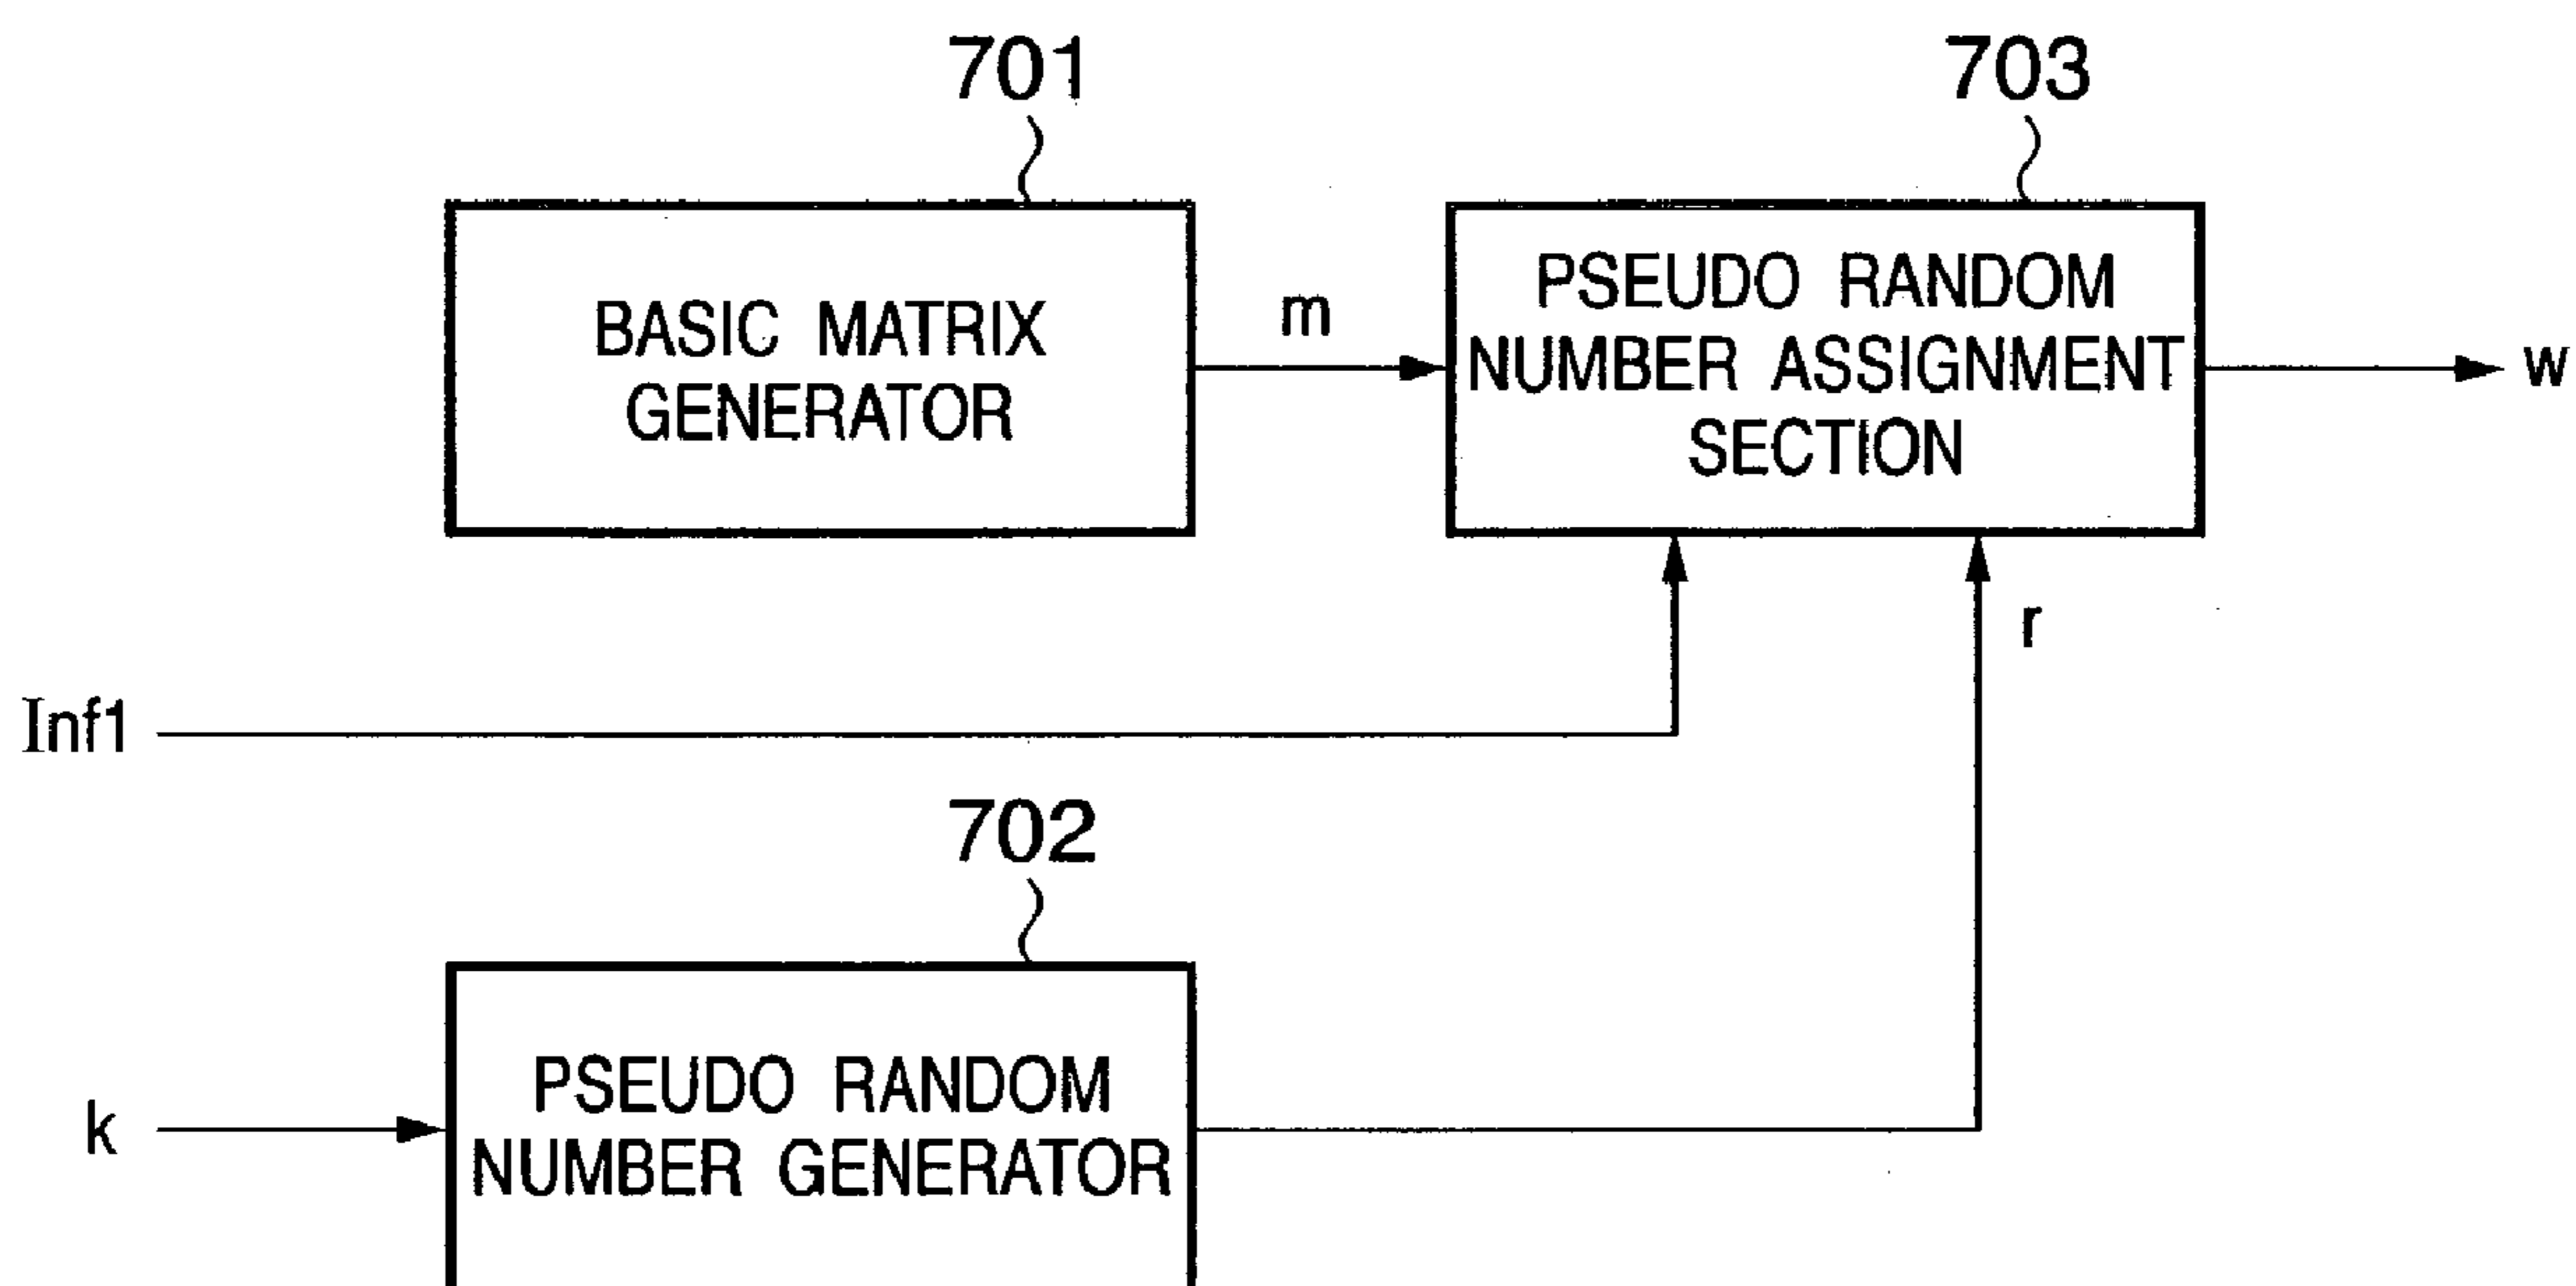 701
703
BASIC MATRIX
GENERATOR
m
PSEUDO RANDOM
NUMBER ASSIGNMENT
SECTION
w
r
Inf1
702
k
PSEUDO RANDOM
NUMBER GENERATOR